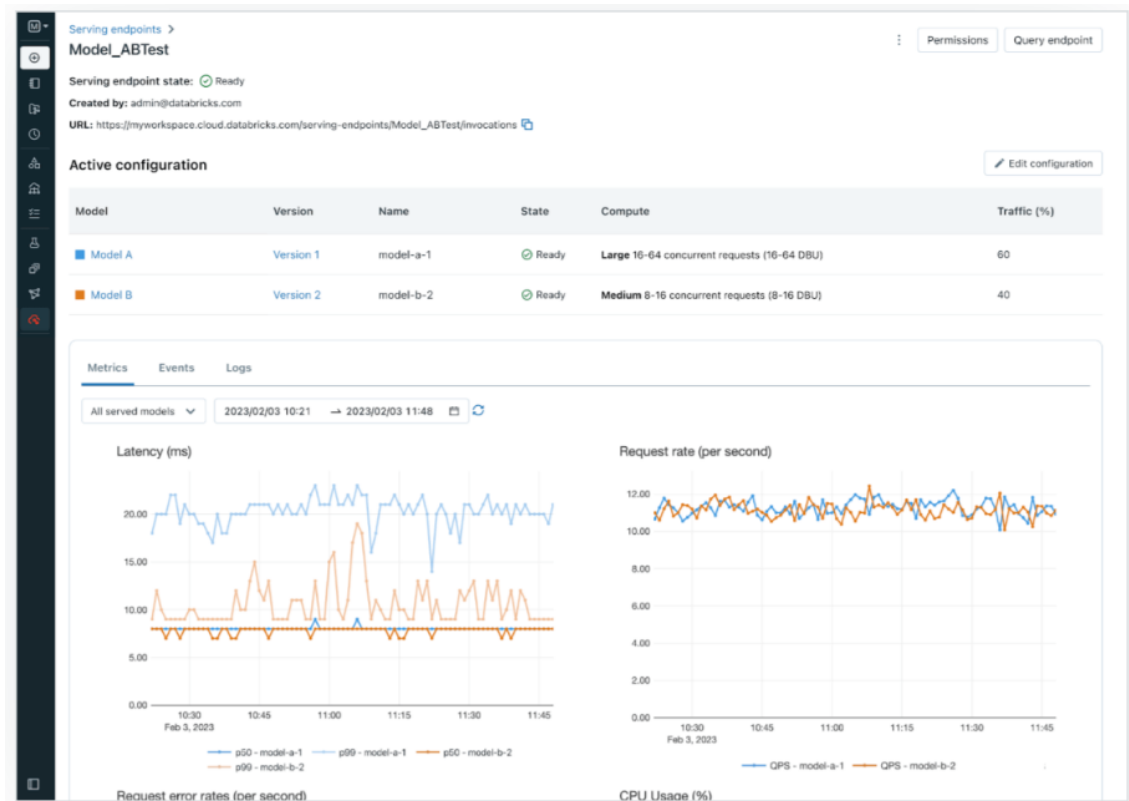 M
Serving endpoints >
Model_ABTest
Permissions
Query endpoint
Serving endpoint state: Ready
Created by: admin@databricks.com
URL: https://myworkspace.cloud.databricks.com/serving-endpoints/Model_ABTest/invocations
Active configuration
Edit configuration
Model Version Name State Compute Traffic (%)
Model A Version 1 model-a-1 Ready Large 16-64 concurrent requests (16-64 DBU) 60
Model B Version 2 model-b-2 Ready Medium 8-16 concurrent requests (8-16 DBU) 40
Metrics Events Logs
All served models 2023/02/03 10:21 → 2023/02/03 11:48
Latency (ms)
20.00
15.00
10.00
5.00
0.00
10:30 10:45 11:00 11:15 11:30 11:45
Feb 3, 2023
p50 - model-a-1 p99 - model-a-1 p50 - model-b-2
p99 - model-b-2
Request rate (per second)
12.00
10.00
8.00
6.00
4.00
2.00
0.00
10:30 10:45 11:00 11:15 11:30 11:45
Feb 3, 2023
QPS - model-a-1 QPS - model-b-2
Request error rates (per second)
CPU Usage (%)